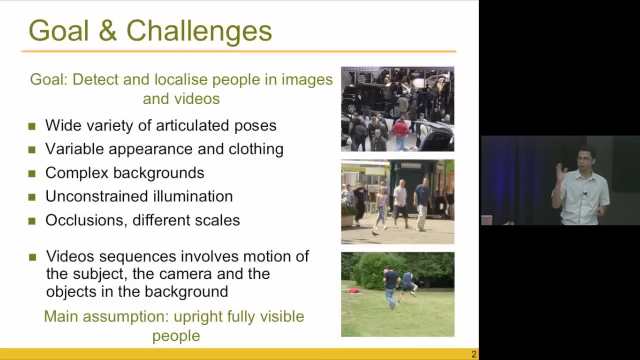 Goal & Challenges
Goal: Detect and localise people in images
and videos
Wide variety of articulated poses
Variable appearance and clothing
Complex backgrounds
Unconstrained illumination
Occlusions, different scales
Videos sequences involves motion of
the subject, the camera and the
objects in the background
Main assumption: upright fully visible
people
2